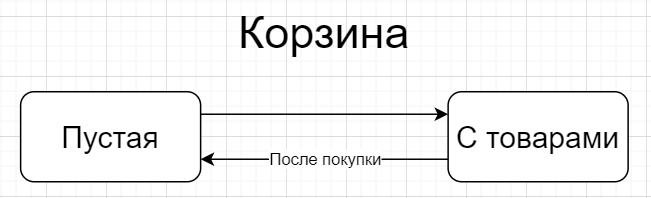 Корзина
Пустая
С товарами
После покупки